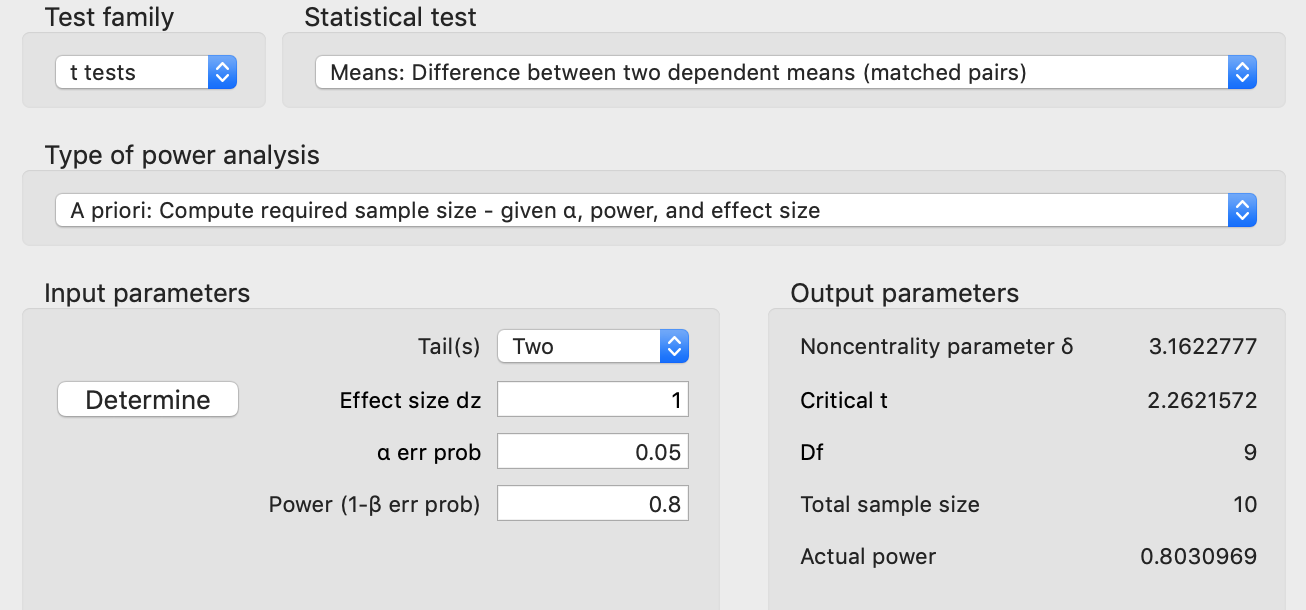 Test family
Statistical test
t tests
Means: Difference between two dependent means (matched pairs)
Type of power analysis
A priori: Compute required sample size - given α, power, and effect size
Input parameters
Output parameters
Tail(s) Two
Noncentrality parameter δ 3.1622777
Determine
Effect size dz 1
Critical t 2.2621572
α err prob 0.05
Df 9
Power (1-β err prob) 0.8
Total sample size 10
Actual power 0.8030969